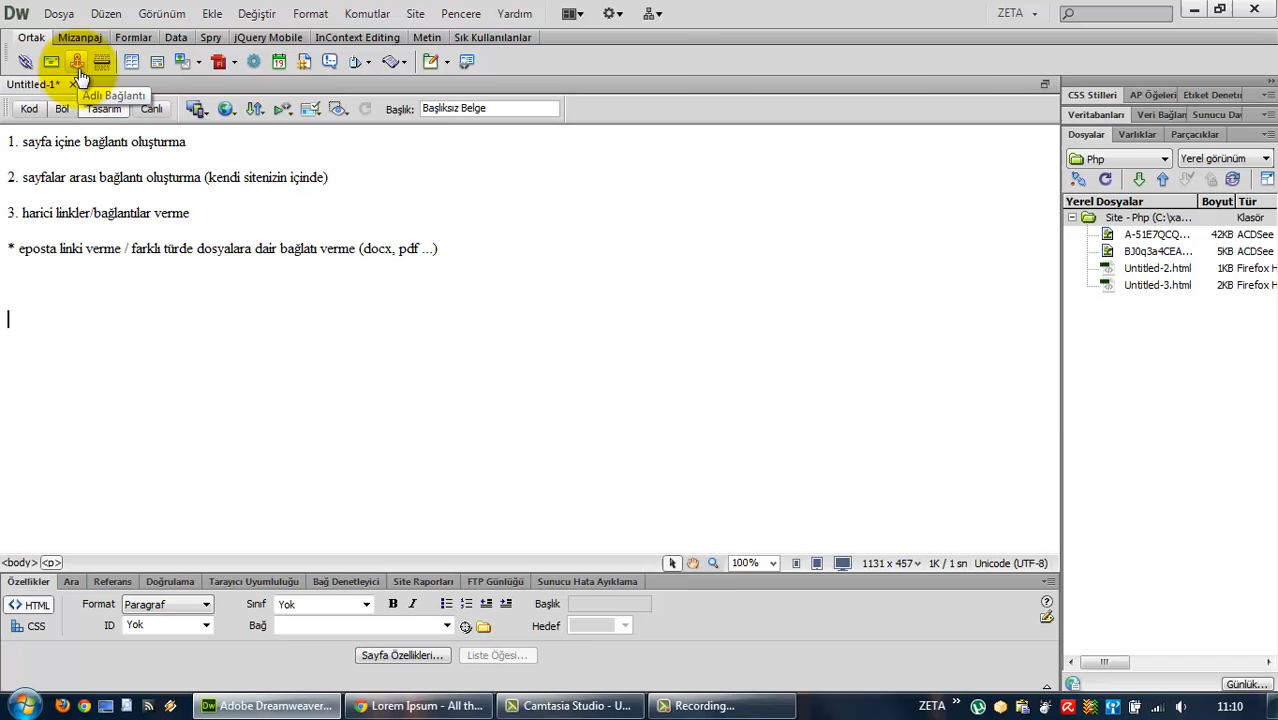 Dw Dosya Düzen Görünüm Ekle Değiştir Format Komutlar Site Pencere Yardım ZETA
Ortak Mizanpaj Formlar Data Spry jQuery Mobile InContext Editing Metin Sık Kullanılanlar
Untitled-1*
Adlı Bağlantı
Kod Böl Tasarım Canlı Başlık: Başlıksız Belge
1. sayfa içine bağlantı oluşturma
2. sayfalar arası bağlantı oluşturma (kendi sitenizin içinde)
3. harici linkler/bağlantılar verme
* eposta linki verme / farklı türde dosyalara dair bağlatı verme (docx, pdf ...)
CSS Stilleri AP Öğeleri Etiket Denetimi
Veritabanları Veri Bağlan Sunucu Da
Dosyalar Varlıklar Parçacıklar
Php Yerel görünüm
Yerel Dosyalar Boyut Tür
Site - Php (C:\xa... Klasör
A-51E7QCQ... 42KB ACDSee
BJ0q3a4CEA... 5KB ACDSee
Untitled-2.html 1KB Firefox H
Untitled-3.html 2KB Firefox H
<body> <p> 100% 1131 x 457 1K / 1 sn Unicode (UTF-8)
Özellikler Ara Referans Doğrulama Tarayıcı Uyumluluğu Bağ Denetleyici Site Raporları FTP Günlüğü Sunucu Hata Ayıklama
<> HTML Format Paragraf Sınıf Yok B I Başlık
CSS ID Yok Bağ Hedef
Sayfa Özellikleri... Liste Öğesi...
Günlük...
Adobe Dreamweaver... Lorem Ipsum - All th... Camtasia Studio - U... Recording... ZETA 11:10